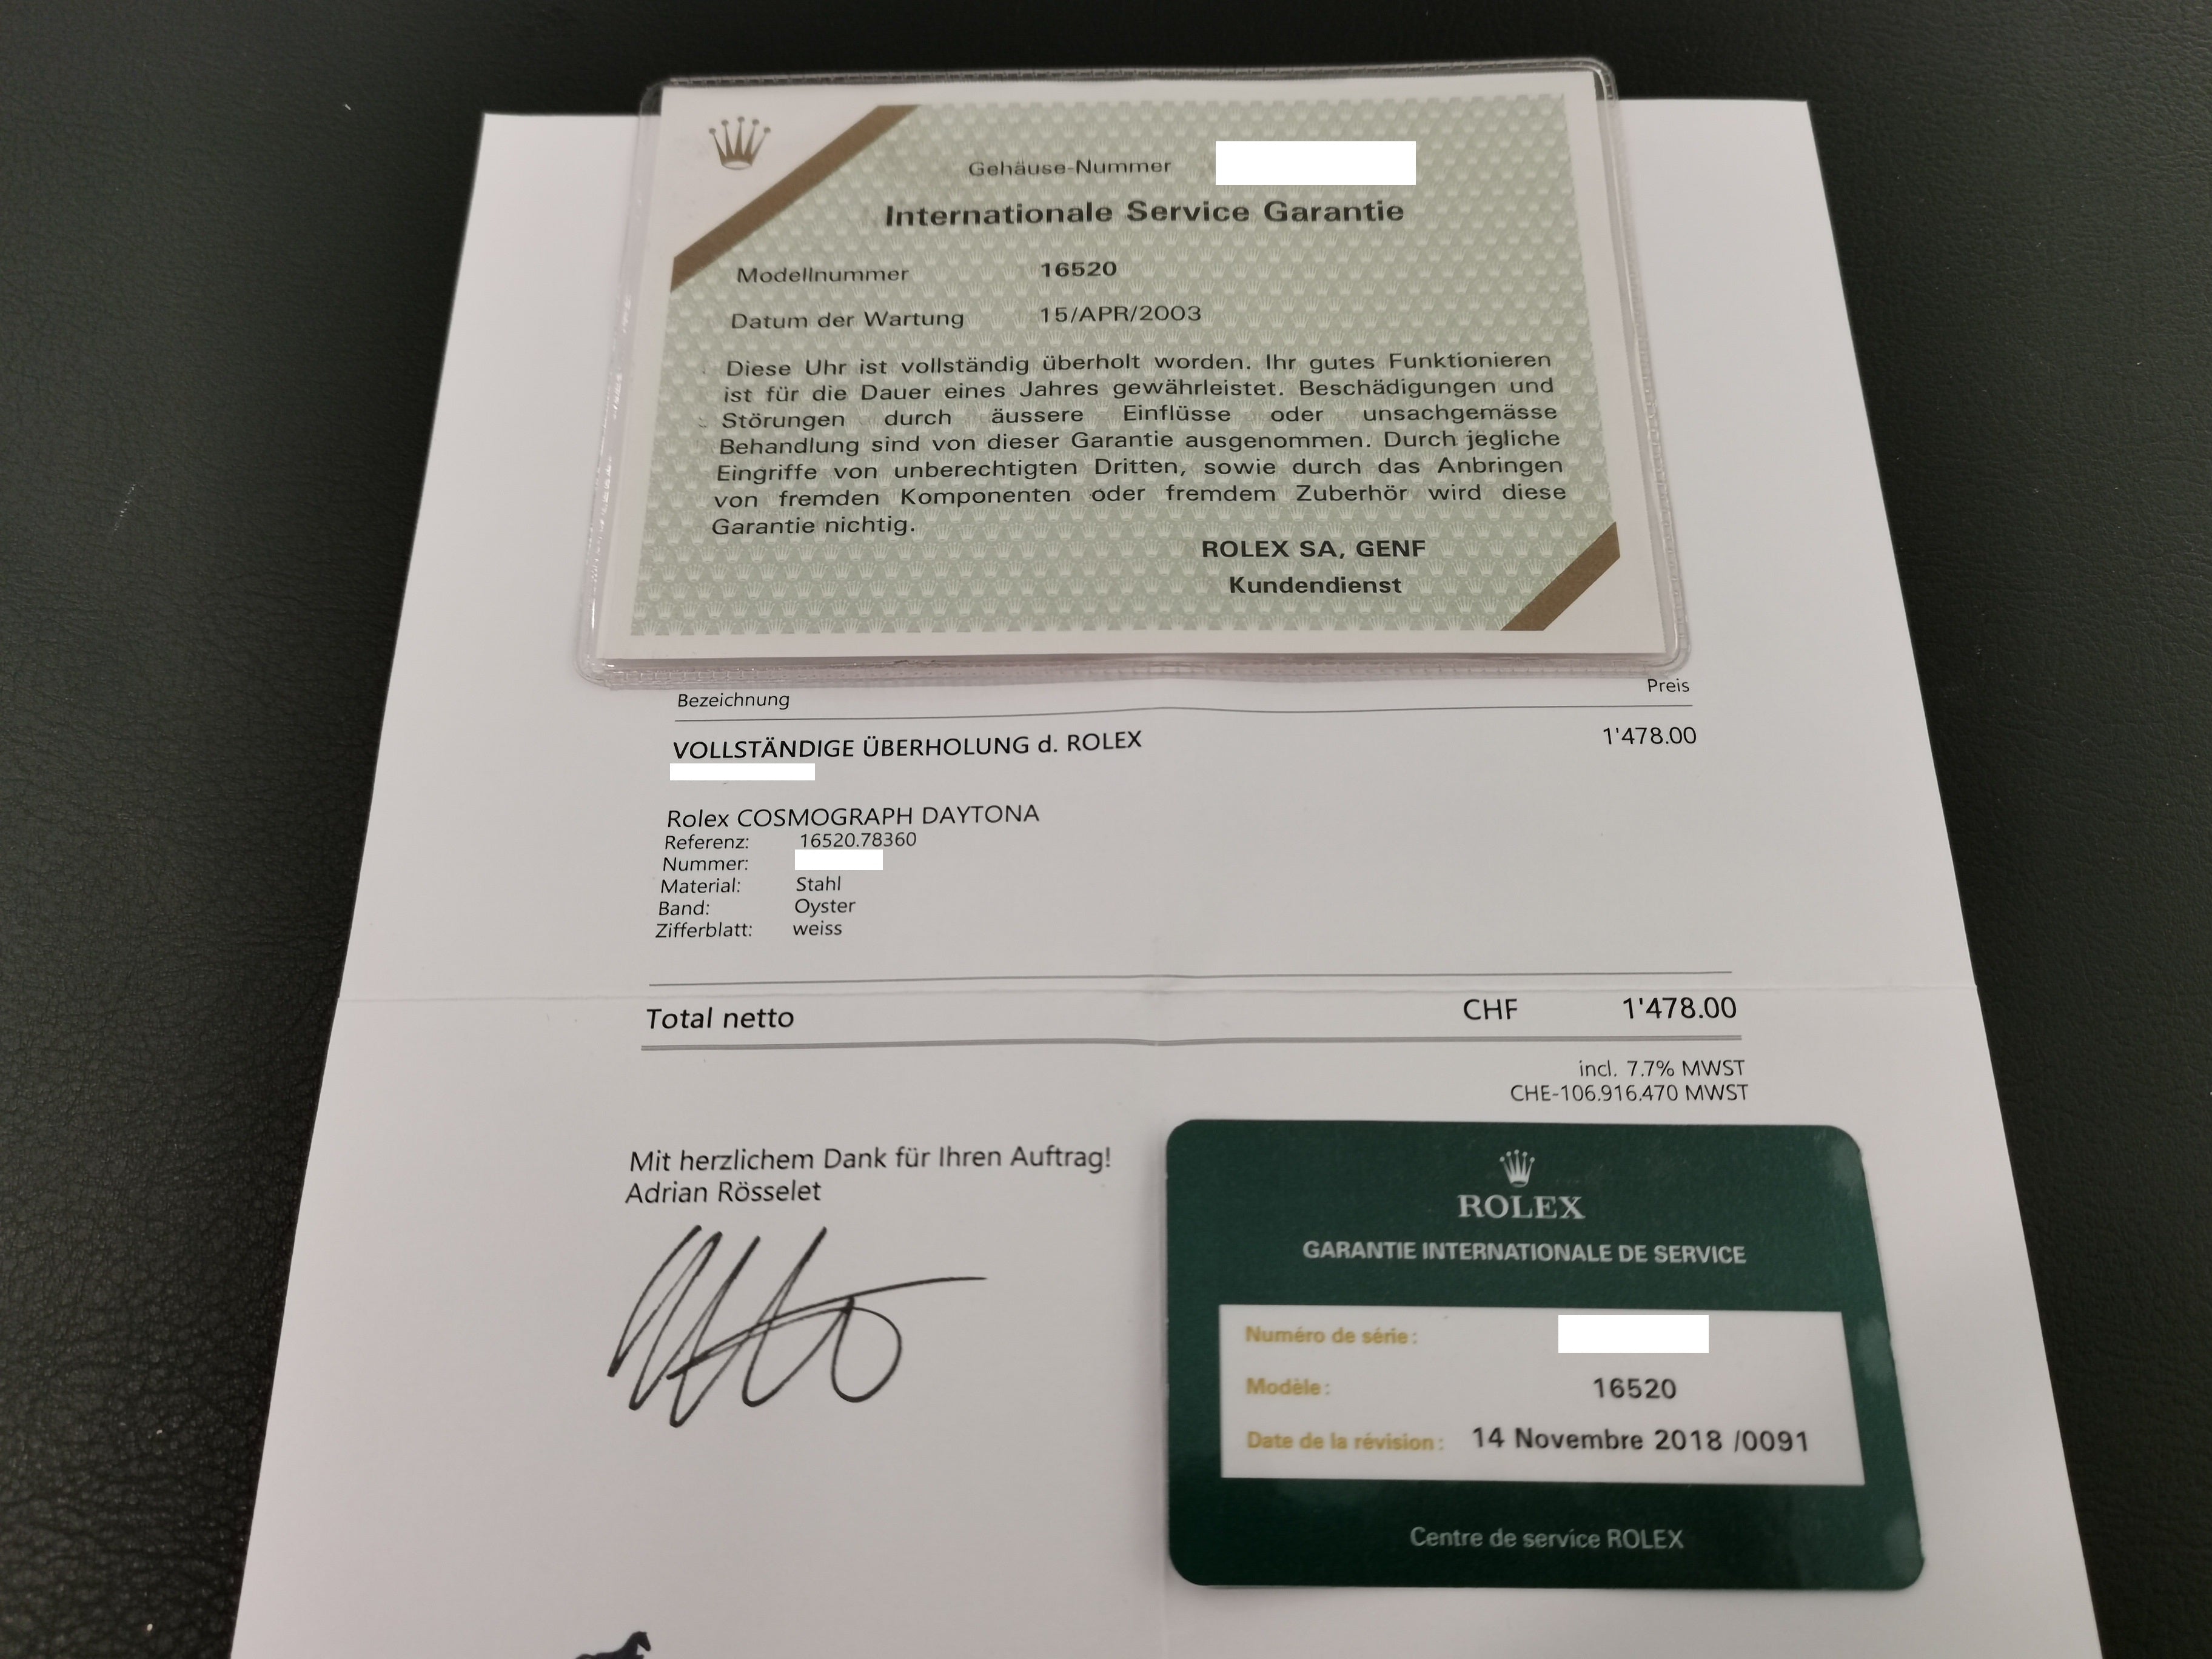 Gehäuse-Nummer
Internationale Service Garantie
Modellnummer 16520
Datum der Wartung 15/APR/2003
Diese Uhr ist vollständig überholt worden. Ihr gutes Funktionieren
ist für die Dauer eines Jahres gewährleistet. Beschädigungen und
Störungen durch äussere Einflüsse oder unsachgemässe
Behandlung sind von dieser Garantie ausgenommen. Durch jegliche
Eingriffe von unberechtigten Dritten, sowie durch das Anbringen
von fremden Komponenten oder fremdem Zuberhör wird diese
Garantie nichtig.
ROLEX SA, GENF
Kundendienst
Bezeichnung Preis
VOLLSTÄNDIGE ÜBERHOLUNG d. ROLEX 1'478.00
Rolex COSMOGRAPH DAYTONA
Referenz: 16520.78360
Nummer:
Material: Stahl
Band: Oyster
Zifferblatt: weiss
Total netto CHF 1'478.00
incl. 7.7% MWST
CHE-106.916.470 MWST
Mit herzlichem Dank für Ihren Auftrag!
Adrian Rösselet
ROLEX
GARANTIE INTERNATIONALE DE SERVICE
Numéro de série:
Modèle: 16520
Date de la révision: 14 Novembre 2018 /0091
Centre de service ROLEX